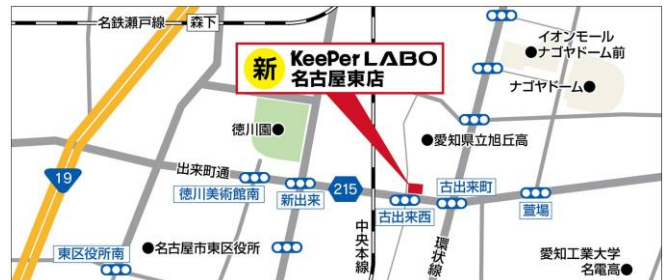 名鉄瀬戸線
森下
新
KeePer LABO
名古屋東店
イオンモール
ナゴヤドーム前
ナゴヤドーム
徳川園
愛知県立旭丘高
出来町通
19
徳川美術館南
新出来
215
古出来西
古出来町
萱場
東区役所南
名古屋市東区役所
中央本線
環状線
愛知工業大学
名電高